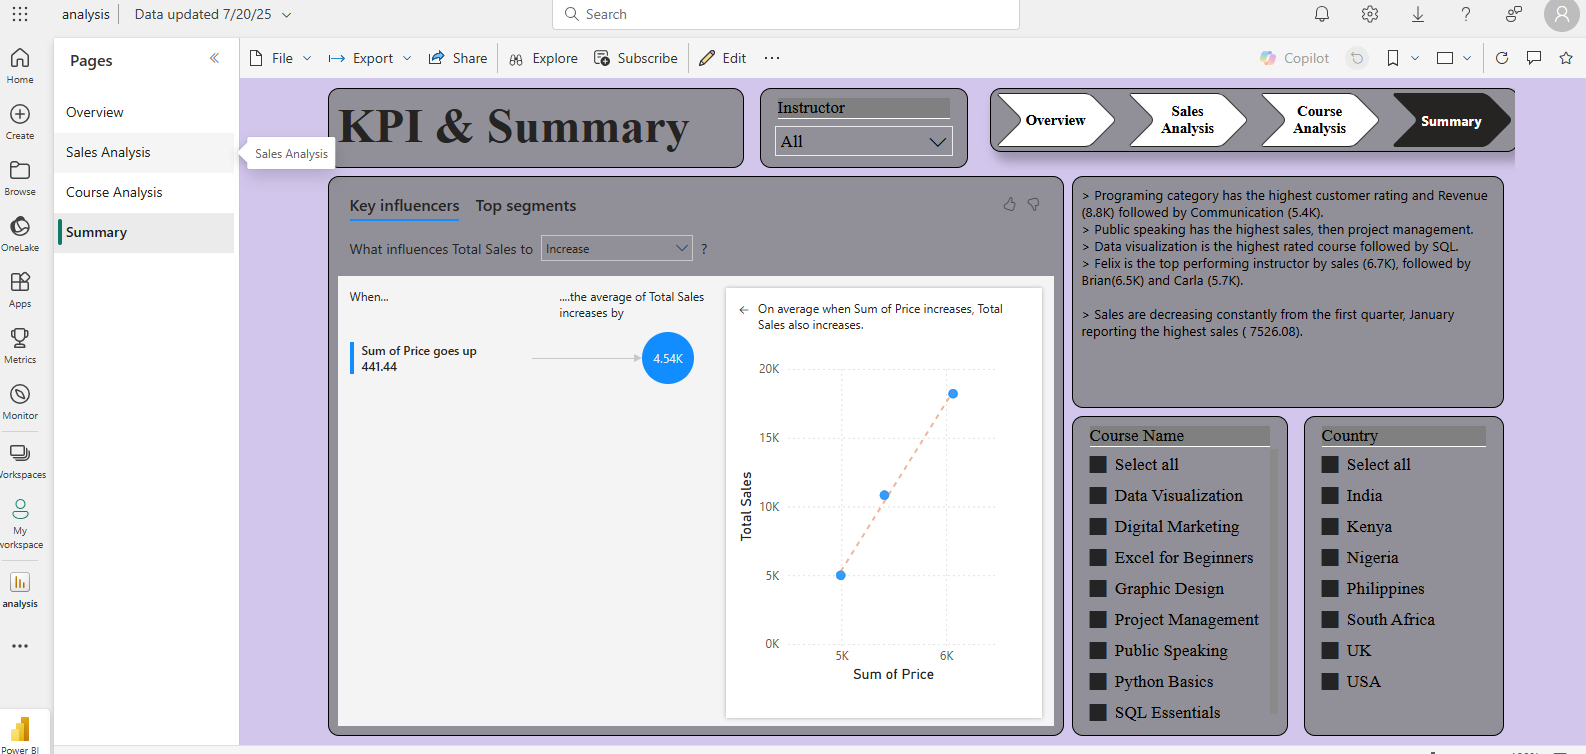 analysis
Data updated 7/20/25
Search
Home
Create
Browse
OneLake
Apps
Metrics
Monitor
Workspaces
My
workspace
analysis
Power BI
Pages
Overview
Sales Analysis
Course Analysis
Summary
Sales Analysis
File
Export
Share
Explore
Subscribe
Edit
Copilot
KPI & Summary
Instructor
All
Overview
Sales
Analysis
Course
Analysis
Summary
Key influencers
Top segments
What influences Total Sales to
Increase
?
When...
....the average of Total Sales
increases by
Sum of Price goes up
441.44
4.54K
On average when Sum of Price increases, Total
Sales also increases.
20K
15K
10K
5K
0K
Total Sales
5K
6K
Sum of Price
> Programing category has the highest customer rating and Revenue
(8.8K) followed by Communication (5.4K).
> Public speaking has the highest sales, then project management.
> Data visualization is the highest rated course followed by SQL.
> Felix is the top performing instructor by sales (6.7K), followed by
Brian(6.5K) and Carla (5.7K).
> Sales are decreasing constantly from the first quarter, January
reporting the highest sales ( 7526.08).
Course Name
Select all
Data Visualization
Digital Marketing
Excel for Beginners
Graphic Design
Project Management
Public Speaking
Python Basics
SQL Essentials
Country
Select all
India
Kenya
Nigeria
Philippines
South Africa
UK
USA